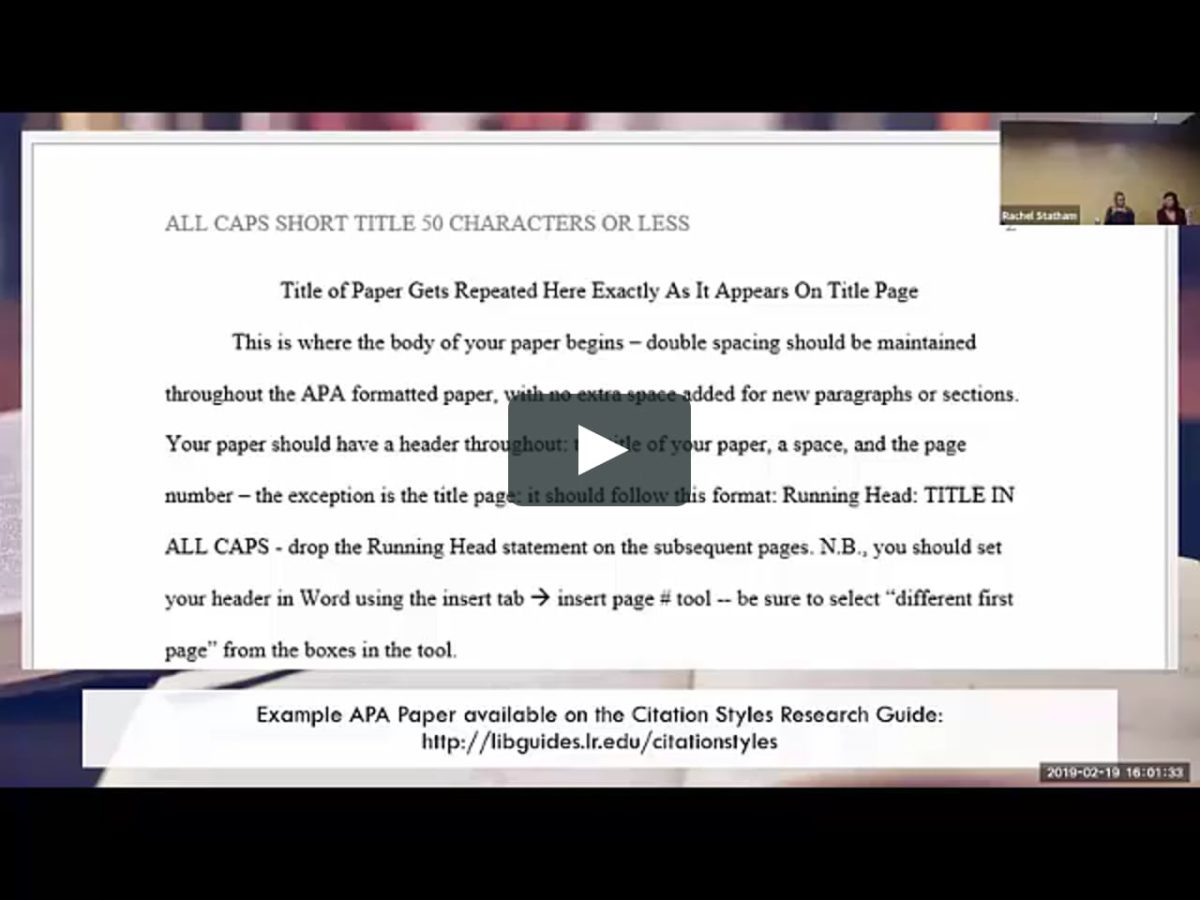 Rachel Statham
ALL CAPS SHORT TITLE 50 CHARACTERS OR LESS
Title of Paper Gets Repeated Here Exactly As It Appears On Title Page
This is where the body of your paper begins – double spacing should be maintained
throughout the APA formatted paper, with no extra space added for new paragraphs or sections.
Your paper should have a header throughout: title of your paper, a space, and the page
number – the exception is the title page; it should follow this format: Running Head: TITLE IN
ALL CAPS - drop the Running Head statement on the subsequent pages. N.B., you should set
your header in Word using the insert tab → insert page # tool -- be sure to select “different first
page” from the boxes in the tool.
Example APA Paper available on the Citation Styles Research Guide:
http://libguides.lr.edu/citationstyles
2019-02-19 16:01:33